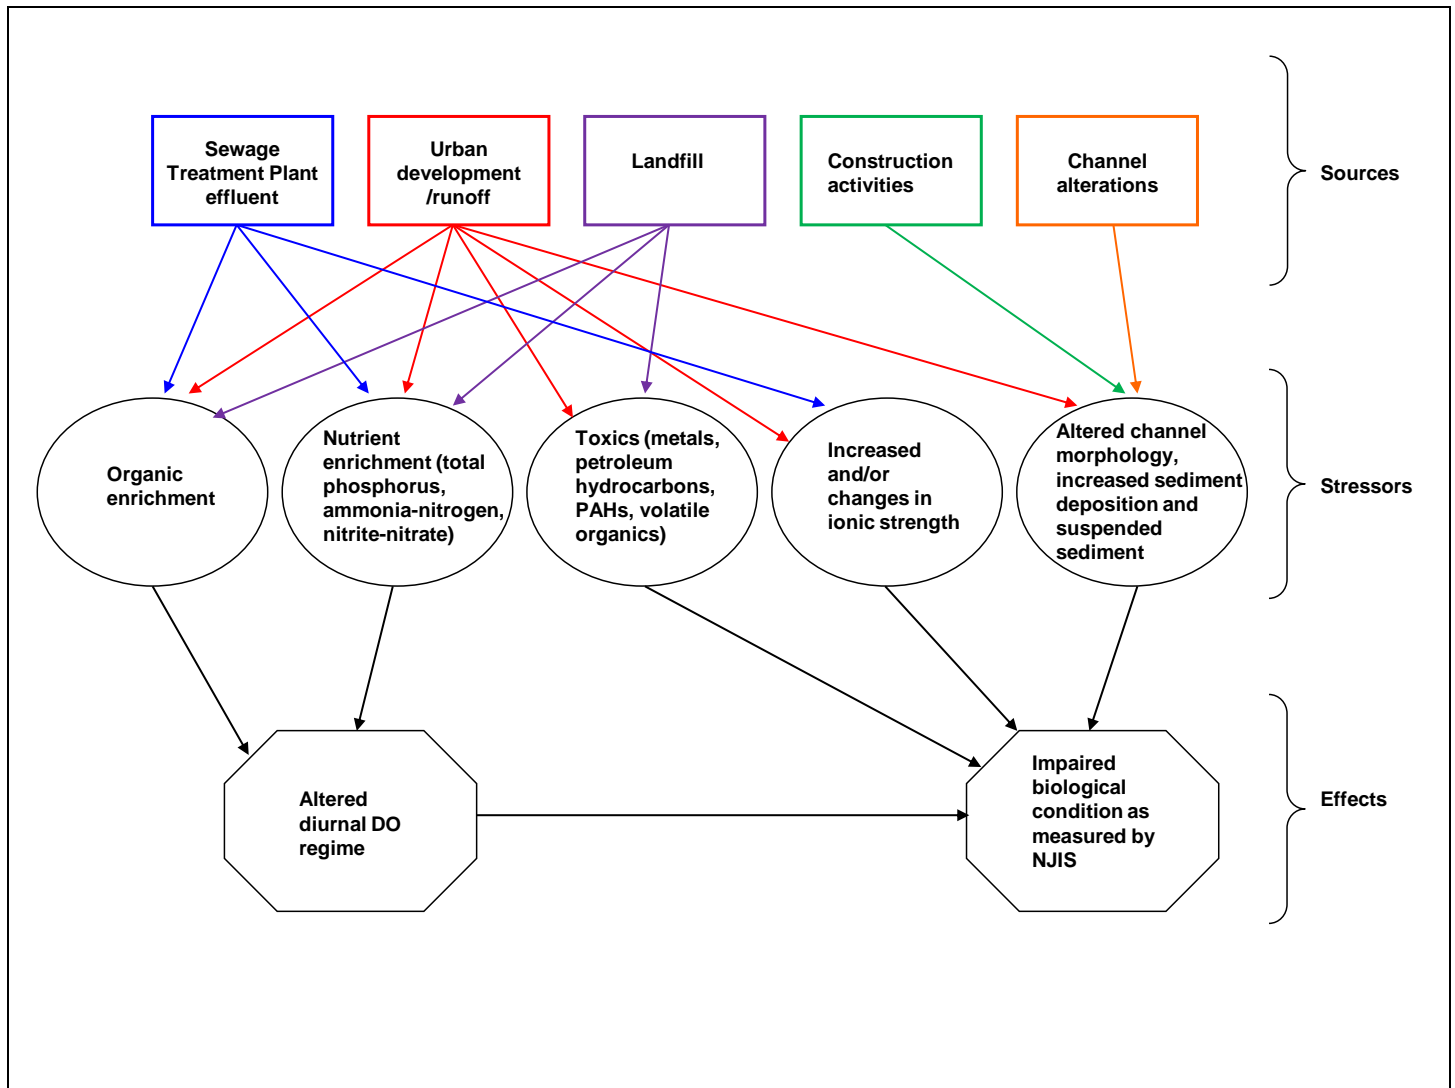 Sewage
Treatment Plant
effluent
Urban
development
/runoff
Landfill
Construction
activities
Channel
alterations
Sources
Organic
enrichment
Nutrient
enrichment (total
phosphorus,
ammonia-nitrogen,
nitrite-nitrate)
Toxics (metals,
petroleum
hydrocarbons,
PAHs, volatile
organics)
Increased
and/or
changes in
ionic strength
Altered channel
morphology,
increased sediment
deposition and
suspended
sediment
Stressors
Altered
diurnal DO
regime
Impaired
biological
condition as
measured by
NJIS
Effects